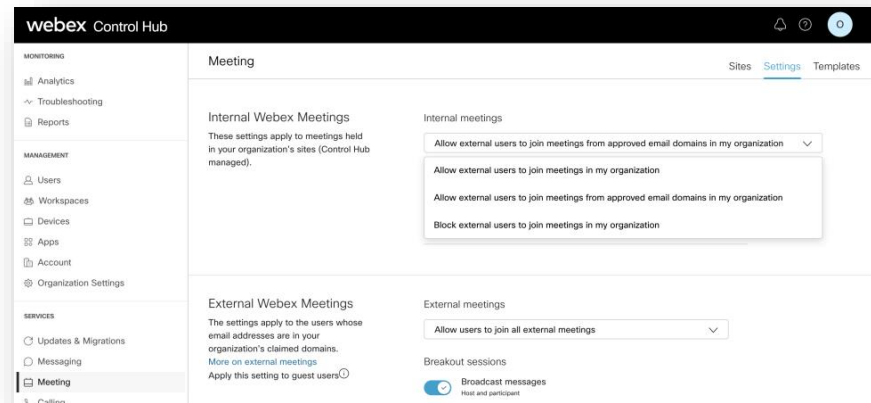 webex Control Hub
O
MONITORING
Analytics
Troubleshooting
Reports
MANAGEMENT
Users
Workspaces
Devices
Apps
Account
Organization Settings
SERVICES
Updates & Migrations
Messaging
Meeting
Calling
Meeting
Sites Settings Templates
Internal Webex Meetings
These settings apply to meetings held
in your organization's sites (Control Hub
managed).
Internal meetings
Allow external users to join meetings from approved email domains in my organization
Allow external users to join meetings in my organization
Allow external users to join meetings from approved email domains in my organization
Block external users to join meetings in my organization
External Webex Meetings
The settings apply to the users whose
email addresses are in your
organization's claimed domains.
More on external meetings
Apply this setting to guest users
External meetings
Allow users to join all external meetings
Breakout sessions
Broadcast messages
Host and participant